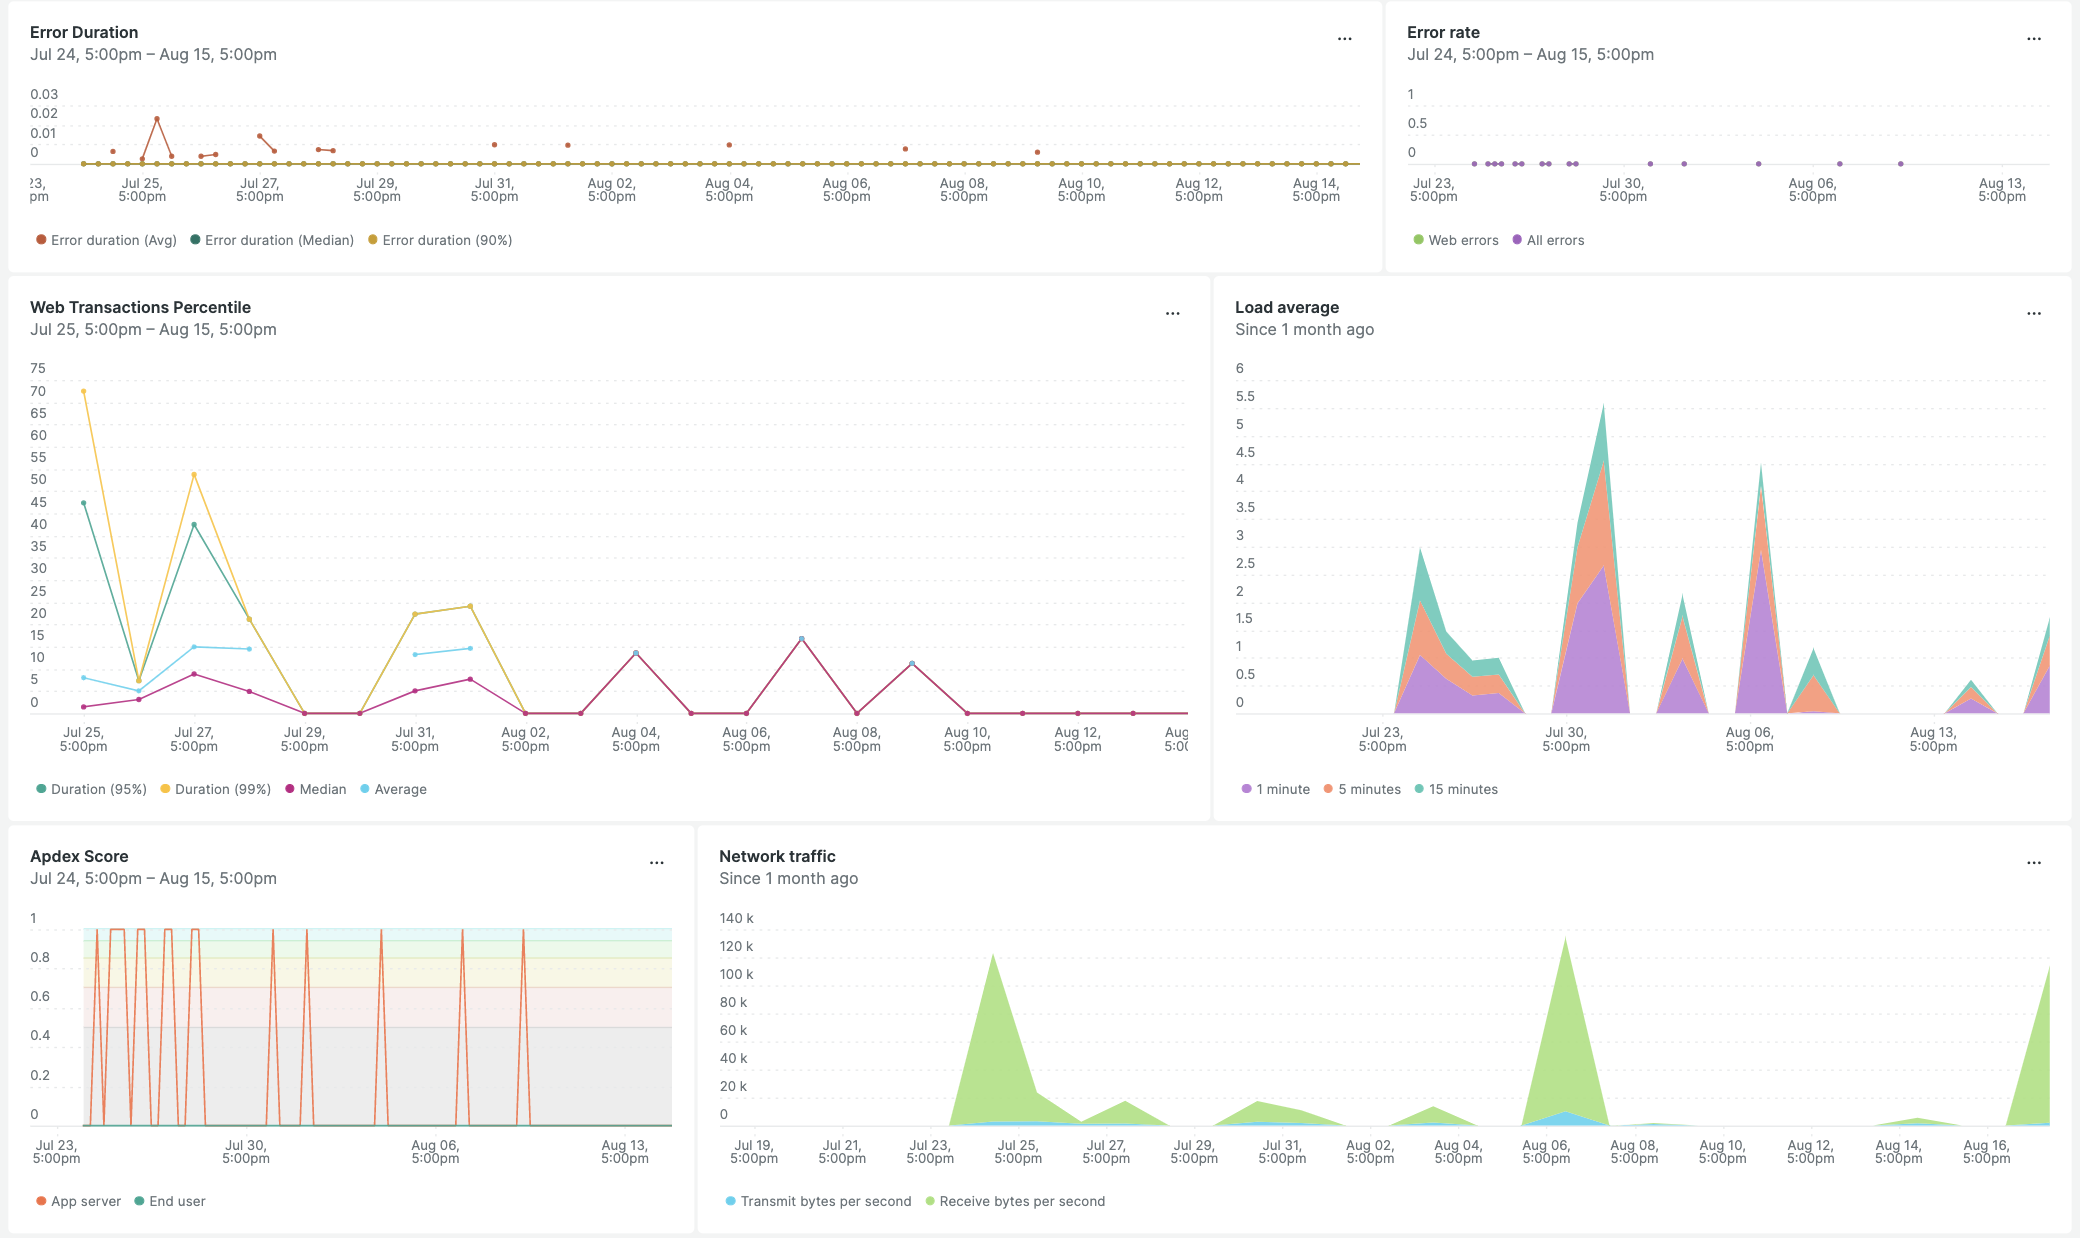 Error Duration
Jul 24, 5:00pm – Aug 15, 5:00pm
...
0.03
0.02
0.01
0
23, Jul 25, Jul 27, Jul 29, Jul 31, Aug 02, Aug 04, Aug 06, Aug 08, Aug 10, Aug 12, Aug 14,
pm 5:00pm 5:00pm 5:00pm 5:00pm 5:00pm 5:00pm 5:00pm 5:00pm 5:00pm 5:00pm 5:00pm
Error duration (Avg) Error duration (Median) Error duration (90%)
Error rate
Jul 24, 5:00pm – Aug 15, 5:00pm
...
1
0.5
0
Jul 23, Jul 30, Aug 06, Aug 13,
5:00pm 5:00pm 5:00pm 5:00pm
Web errors All errors
Web Transactions Percentile
Jul 25, 5:00pm – Aug 15, 5:00pm
...
75
70
65
60
55
50
45
40
35
30
25
20
15
10
5
0
Jul 25, Jul 27, Jul 29, Jul 31, Aug 02, Aug 04, Aug 06, Aug 08, Aug 10, Aug 12, Aug
5:00pm 5:00pm 5:00pm 5:00pm 5:00pm 5:00pm 5:00pm 5:00pm 5:00pm 5:00pm 5:00
Duration (95%) Duration (99%) Median Average
Load average
Since 1 month ago
...
6
5.5
5
4.5
4
3.5
3
2.5
2
1.5
1
0.5
0
Jul 23, Jul 30, Aug 06, Aug 13,
5:00pm 5:00pm 5:00pm 5:00pm
1 minute 5 minutes 15 minutes
Apdex Score
Jul 24, 5:00pm – Aug 15, 5:00pm
...
1
0.8
0.6
0.4
0.2
0
Jul 23, Jul 30, Aug 06, Aug 13,
5:00pm 5:00pm 5:00pm 5:00pm
App server End user
Network traffic
Since 1 month ago
...
140 k
120 k
100 k
80 k
60 k
40 k
20 k
0
Jul 19, Jul 21, Jul 23, Jul 25, Jul 27, Jul 29, Jul 31, Aug 02, Aug 04, Aug 06, Aug 08, Aug 10, Aug 12, Aug 14, Aug 16,
5:00pm 5:00pm 5:00pm 5:00pm 5:00pm 5:00pm 5:00pm 5:00pm 5:00pm 5:00pm 5:00pm 5:00pm 5:00pm 5:00pm 5:00pm
Transmit bytes per second Receive bytes per second